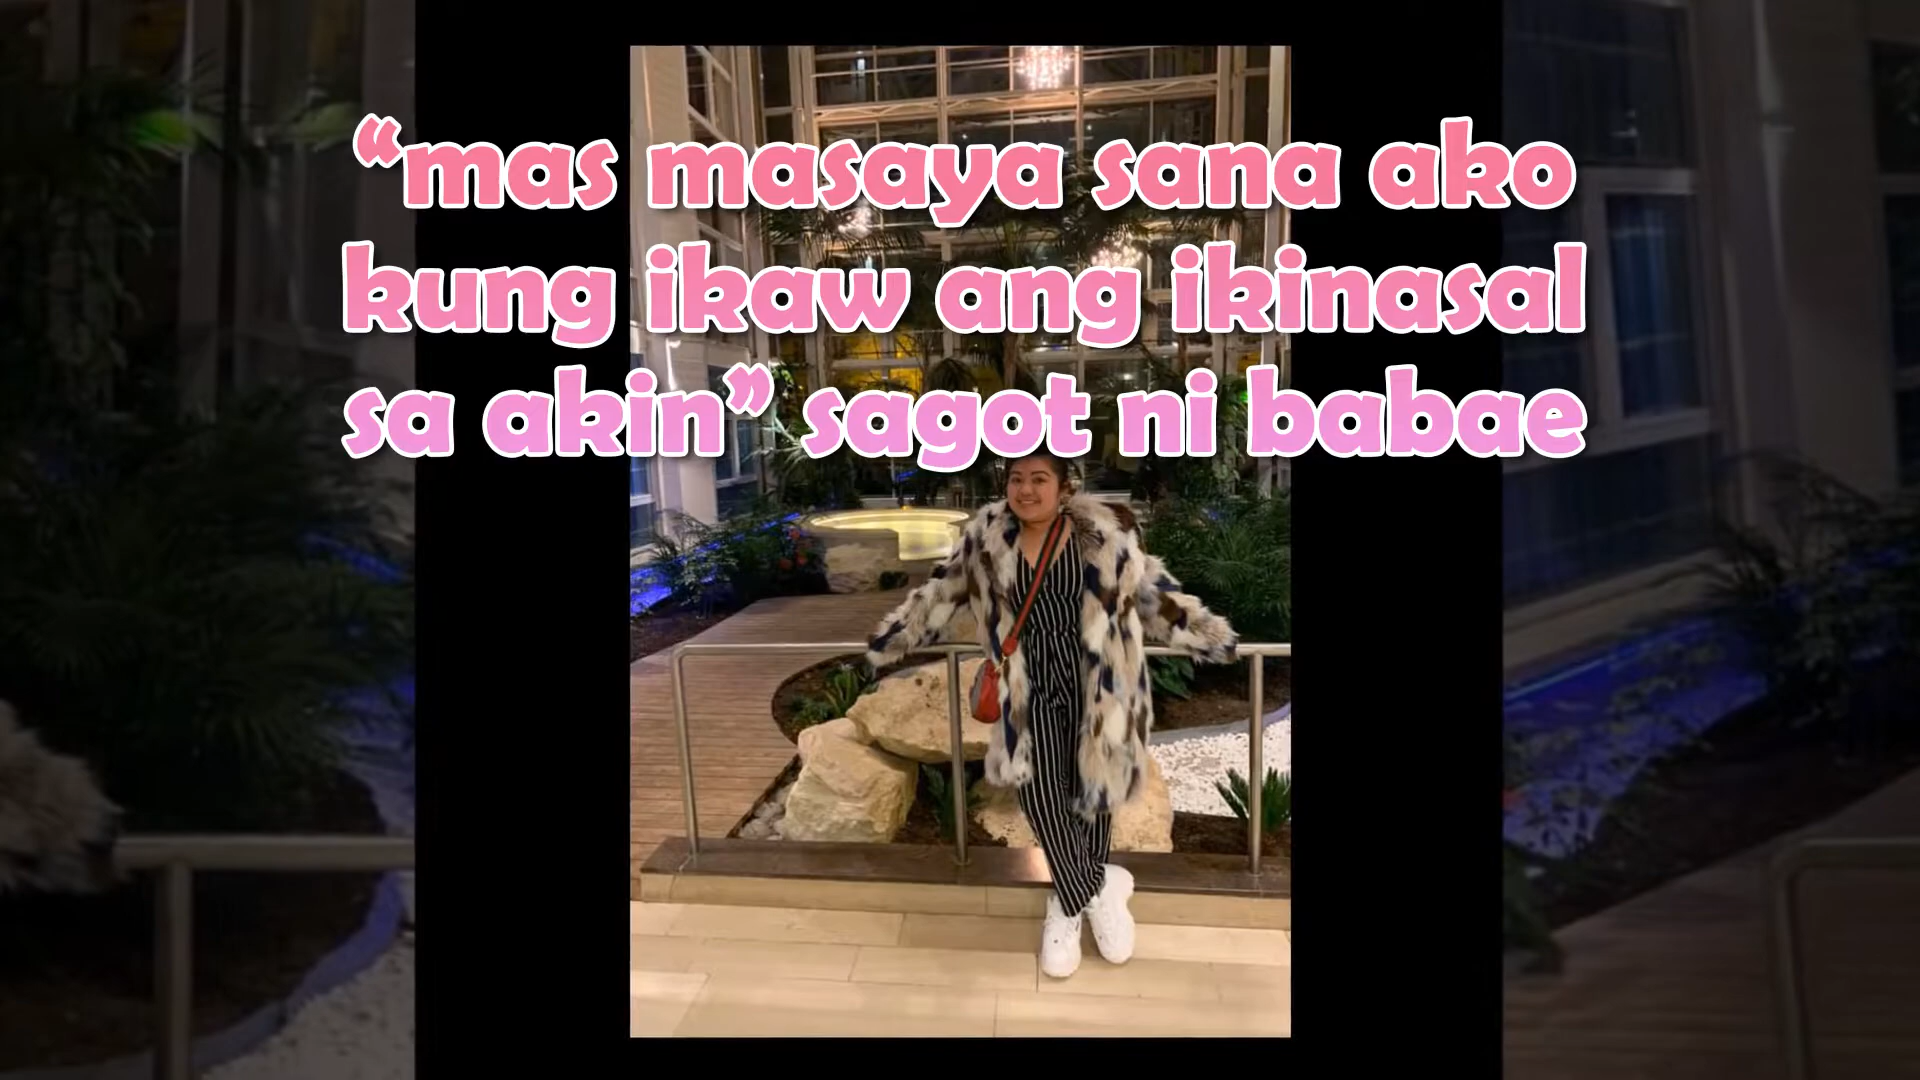 “mas masaya sana ako
kung ikaw ang ikinasal
sa akin” sagot ni babae